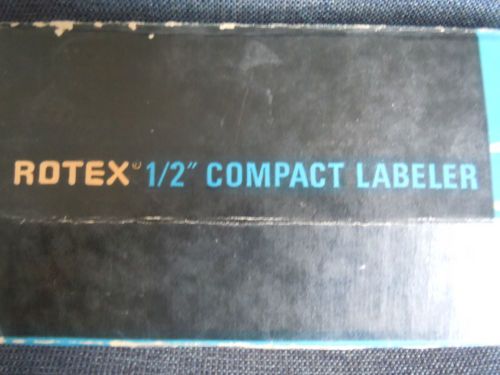 ROTEX® 1/2" COMPACT LABELER